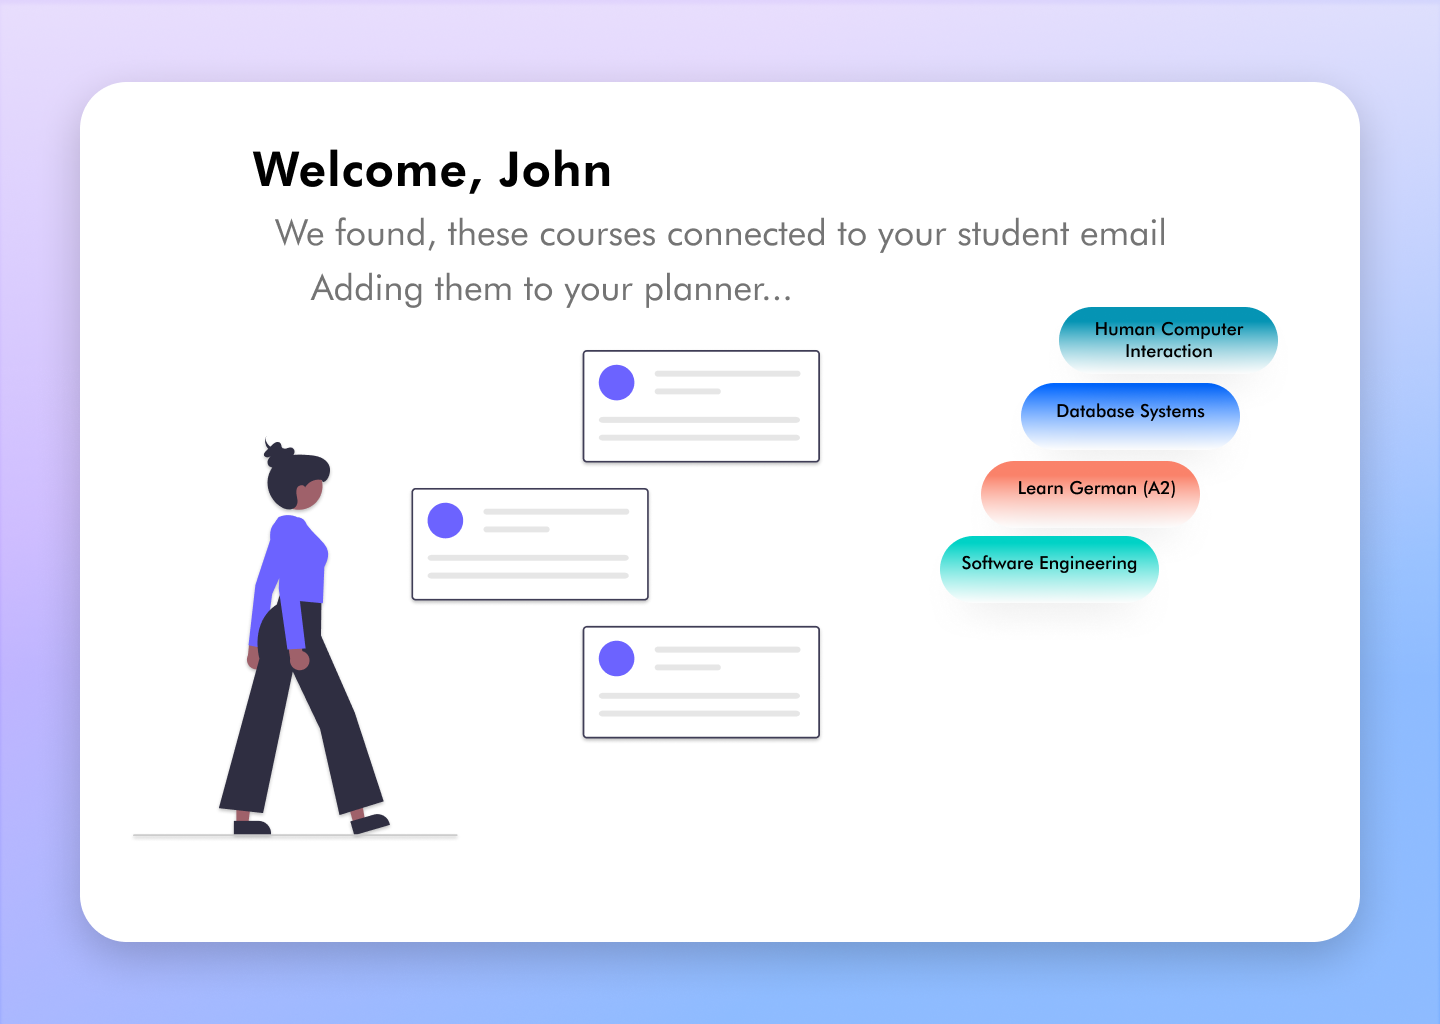 Welcome, John
We found, these courses connected to your student email
Adding them to your planner...
Human Computer
Interaction
Database Systems
Learn German (A2)
Software Engineering